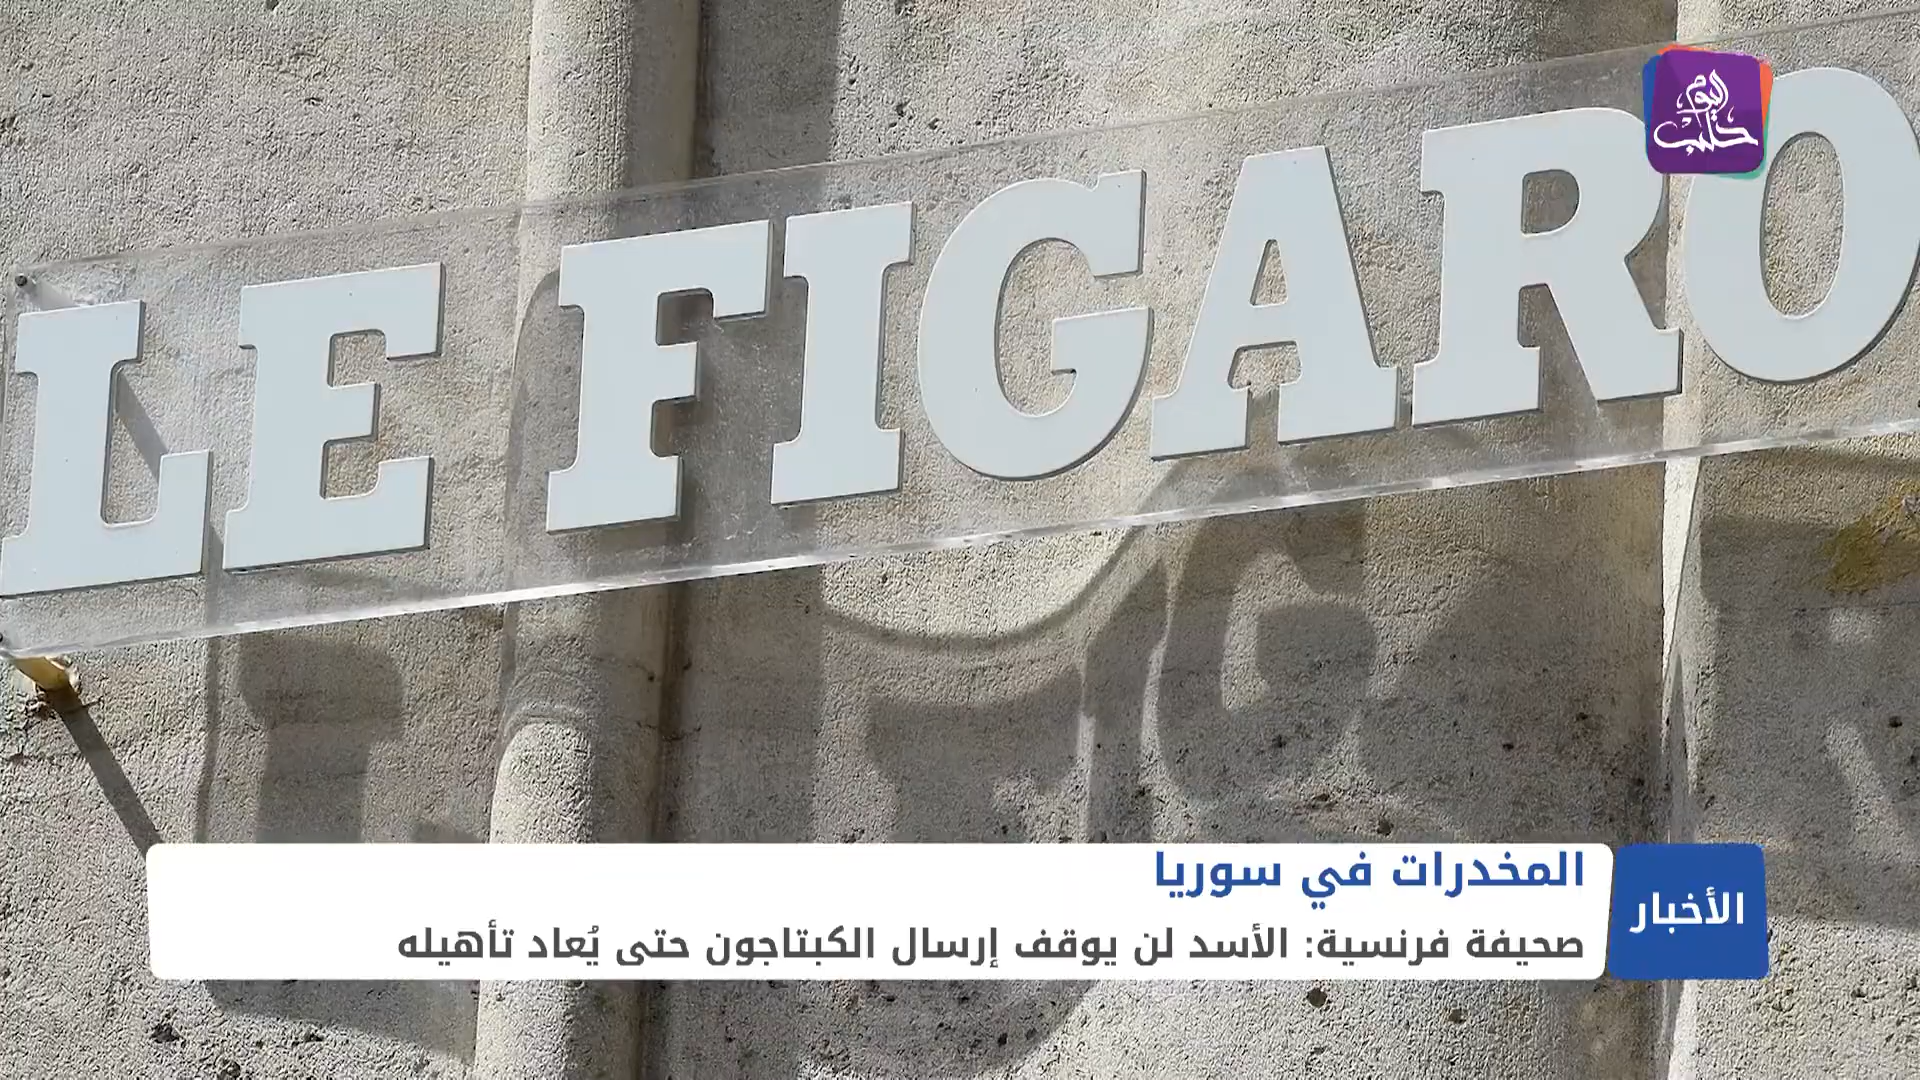 حلب
اليوم
LE FIGARO
الأخبار
المخدرات في سوريا
صحيفة فرنسية: الأسد لن يوقف إرسال الكبتاجون حتى يُعاد تأهيله